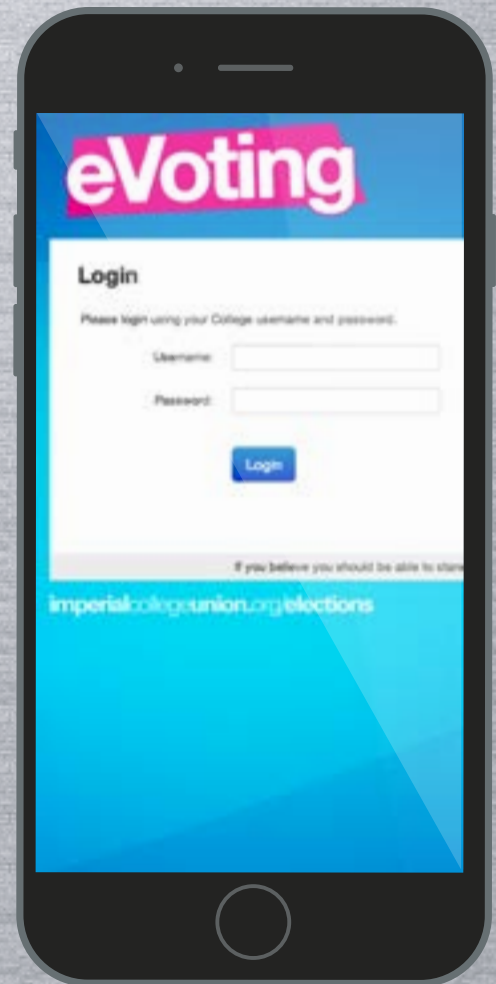 eVoting
Login
Please login using your College username and password.
Username:
Password:
Login
If you believe you should be able to stand
imperialcollegeunion.org/elections